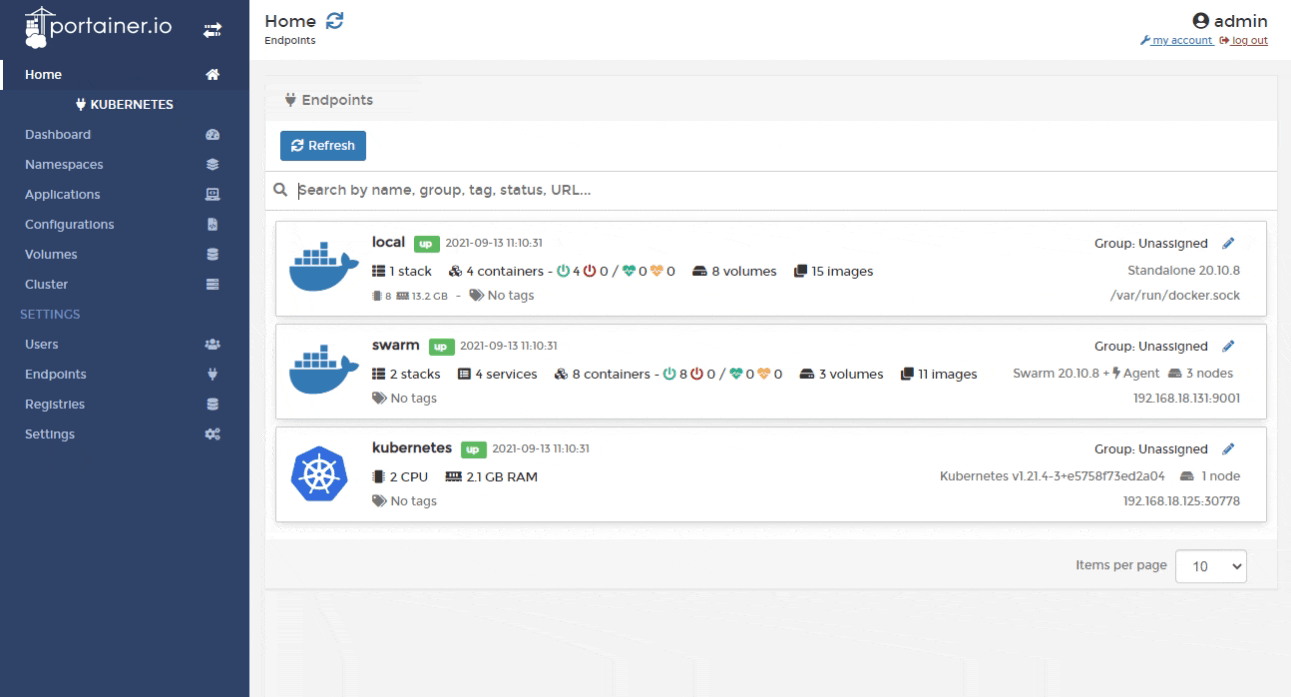 portainer.io
Home
KUBERNETES
Dashboard
Namespaces
Applications
Configurations
Volumes
Cluster
SETTINGS
Users
Endpoints
Registries
Settings
Home
Endpoints
admin
my account log out
Endpoints
Refresh
Search by name, group, tag, status, URL...
local up 2021-09-13 11:10:31 Group: Unassigned
1 stack 4 containers - 4 0 / 0 0 8 volumes 15 images Standalone 20.10.8
8 13.2 GB - No tags /var/run/docker.sock
swarm up 2021-09-13 11:10:31 Group: Unassigned
2 stacks 4 services 8 containers - 8 0 / 0 0 3 volumes 11 images Swarm 20.10.8 + Agent 3 nodes
No tags 192.168.18.131:9001
kubernetes up 2021-09-13 11:10:31 Group: Unassigned
2 CPU 2.1 GB RAM Kubernetes v1.21.4-3+e5758f73ed2a04 1 node
No tags 192.168.18.125:30778
Items per page 10